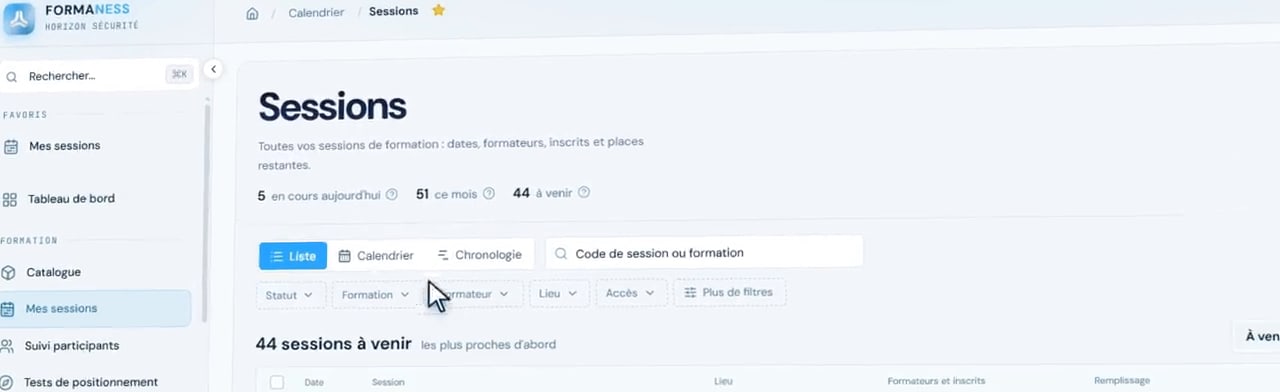 FORMANESS
HORIZON SÉCURITÉ
Calendrier / Sessions
Rechercher...
⌘K
FAVORIS
Mes sessions
Tableau de bord
FORMATION
Catalogue
Mes sessions
Suivi participants
Tests de positionnement
Sessions
Toutes vos sessions de formation : dates, formateurs, inscrits et places
restantes.
5 en cours aujourd'hui 51 ce mois 44 à venir
Liste Calendrier Chronologie Code de session ou formation
Statut Formation ormateur Lieu Accès Plus de filtres
44 sessions à venir les plus proches d'abord
À ven
Date Session Lieu Formateurs et inscrits Remplissage